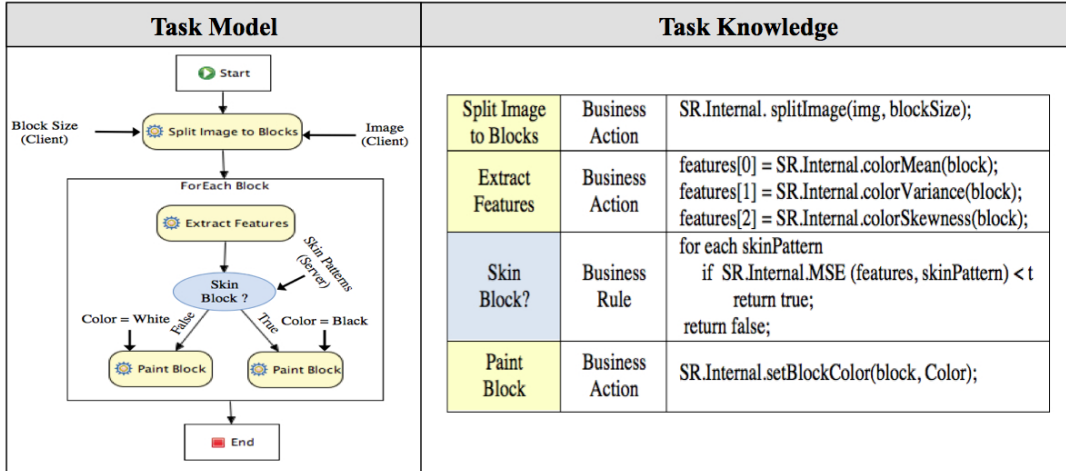 Task Model
Task Knowledge
Start
Block Size
(Client)
Split Image to Blocks
Image
(Client)
ForEach Block
Extract Features
Skin Patterns
(Server)
Skin
Block ?
Color = White
False
True
Color = Black
Paint Block
Paint Block
End
Split Image
to Blocks
Business
Action
SR.Internal. splitImage(img, blockSize);
Extract
Features
Business
Action
features[0] = SR.Internal.colorMean(block);
features[1] = SR.Internal.colorVariance(block);
features[2] = SR.Internal.colorSkewness(block);
Skin
Block?
Business
Rule
for each skinPattern
if SR.Internal.MSE (features, skinPattern) < t
return true;
return false;
Paint
Block
Business
Action
SR.Internal.setBlockColor(block, Color);